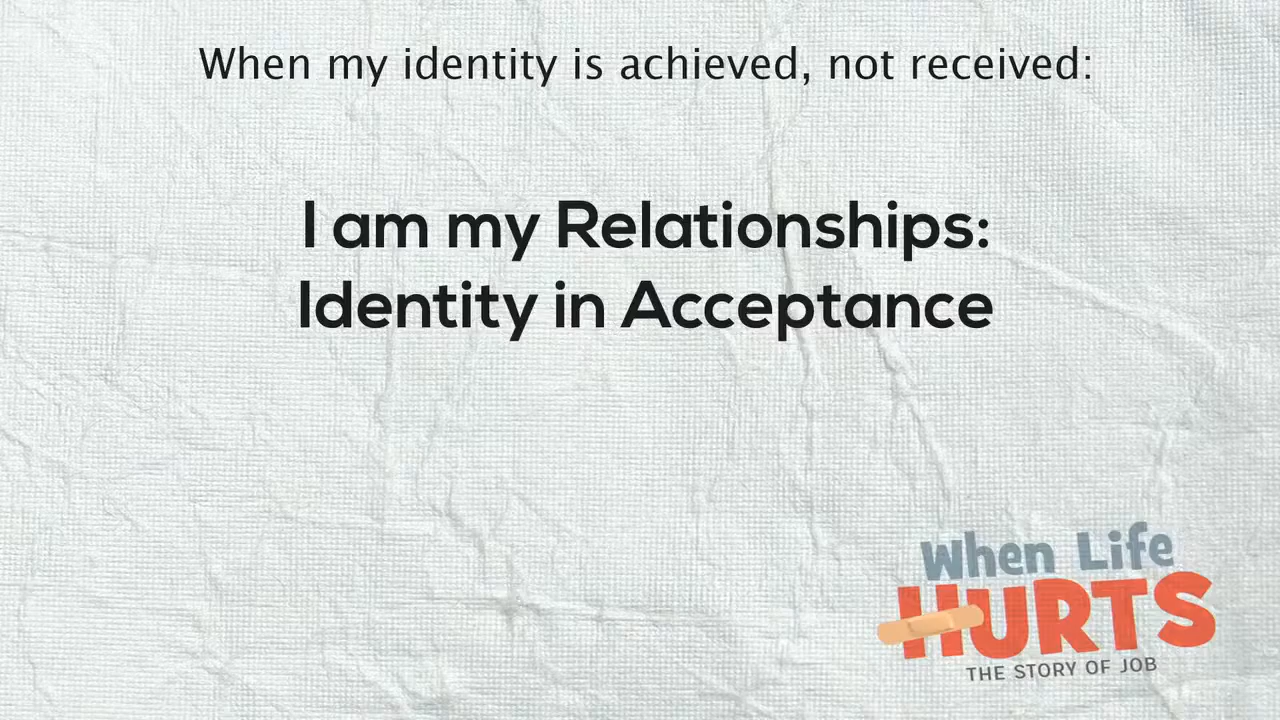 When my identity is achieved, not received:
I am my Relationships:
Identity in Acceptance
When Life
HURTS
THE STORY OF JOB